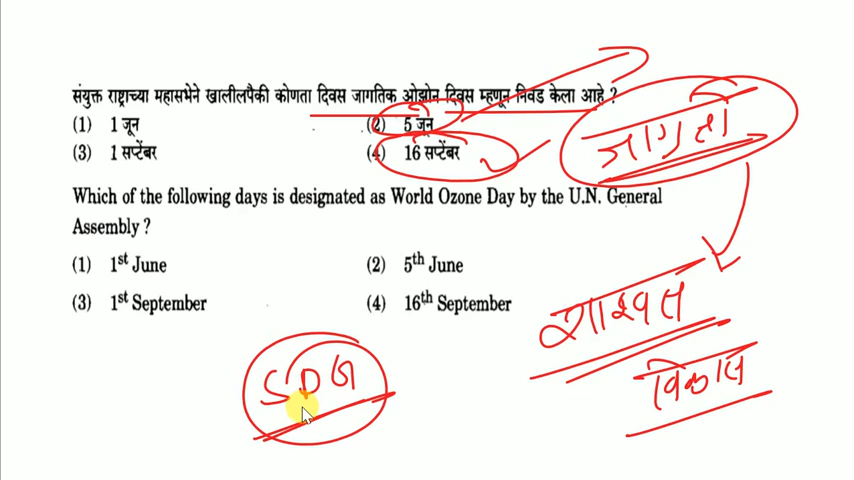 संयुक्त राष्ट्राच्या महासभेने खालीलपैकी कोणता दिवस जागतिक ओझोन दिवस म्हणून निवड केला आहे ?
(1) 1 जून (2) 5 जून
(3) 1 सप्टेंबर (4) 16 सप्टेंबर
जागृती
Which of the following days is designated as World Ozone Day by the U.N. General
Assembly ?
(1) 1st June (2) 5th June
(3) 1st September (4) 16th September
शाश्वत
विकास
SDG